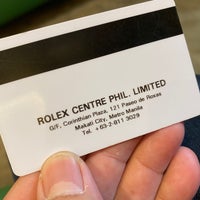 ROLEX CENTRE PHIL. LIMITED
G/F, Corinthian Plaza, 121 Paseo de Roxas
Makati City, Metro Manila
Tel. +63-2-811 3029